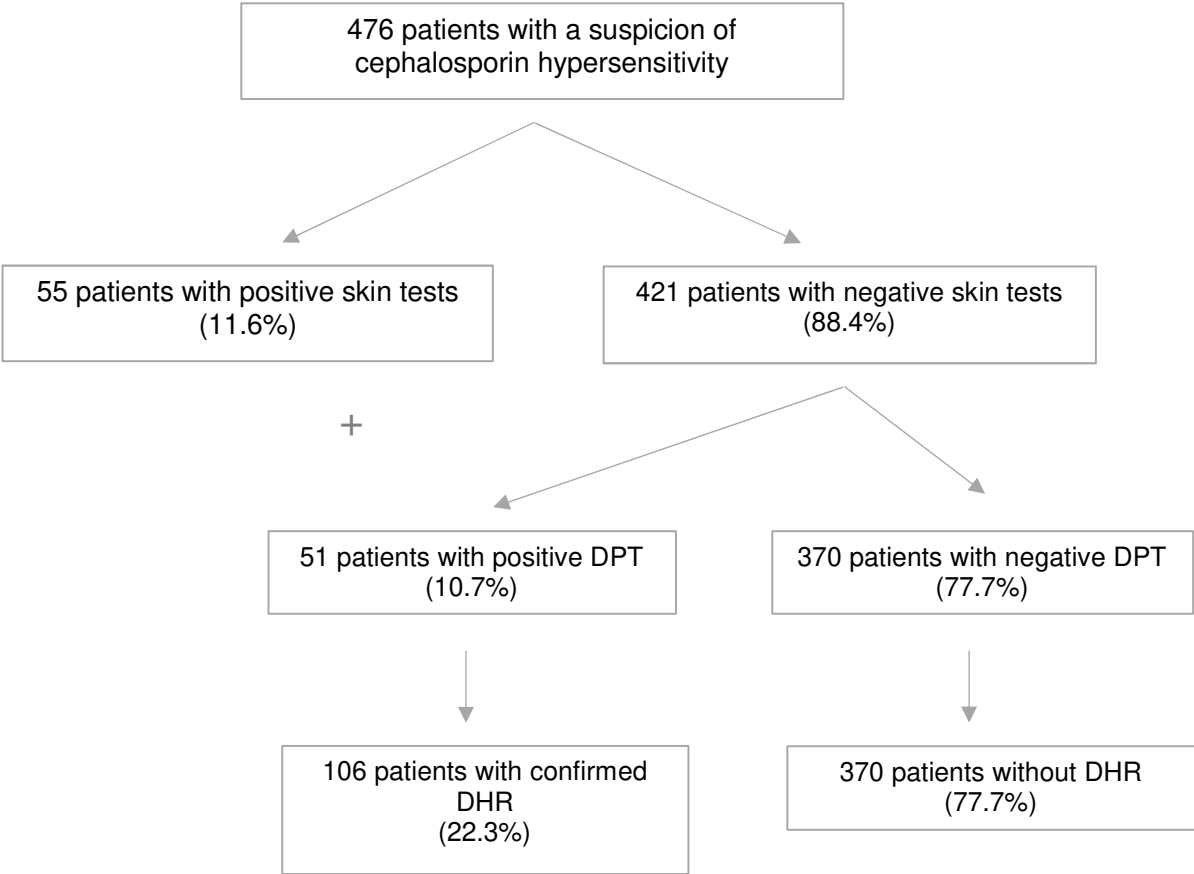 476 patients with a suspicion of
cephalosporin hypersensitivity
55 patients with positive skin tests
(11.6%)
421 patients with negative skin tests
(88.4%)
+
51 patients with positive DPT
(10.7%)
370 patients with negative DPT
(77.7%)
106 patients with confirmed
DHR
(22.3%)
370 patients without DHR
(77.7%)